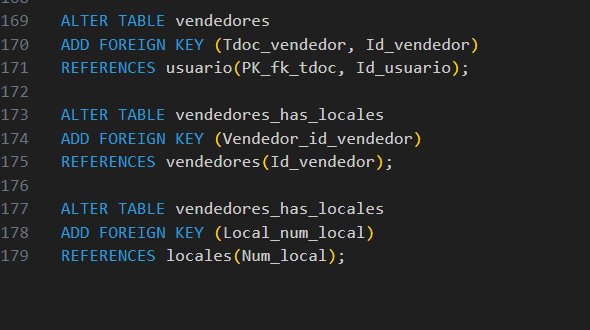 169 ALTER TABLE vendedores
170 ADD FOREIGN KEY (Tdoc_vendedor, Id_vendedor)
171 REFERENCES usuario(PK_fk_tdoc, Id_usuario);
172
173 ALTER TABLE vendedores_has_locales
174 ADD FOREIGN KEY (Vendedor_id_vendedor)
175 REFERENCES vendedores(Id_vendedor);
176
177 ALTER TABLE vendedores_has_locales
178 ADD FOREIGN KEY (Local_num_local)
179 REFERENCES locales(Num_local);